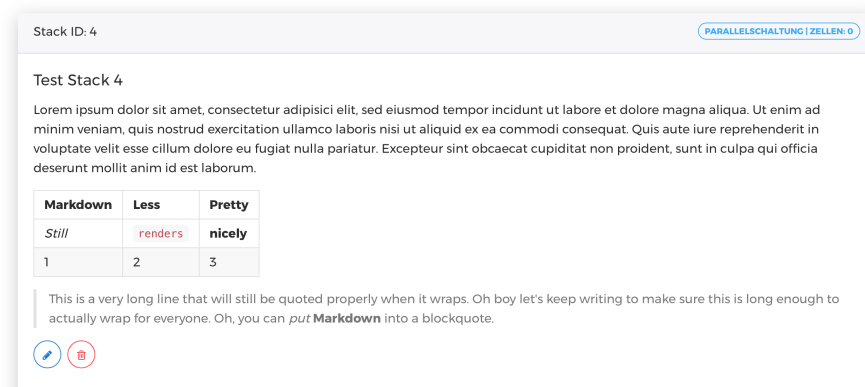 Stack ID: 4
PARALLELSCHALTUNG | ZELLEN: 0
Test Stack 4
Lorem ipsum dolor sit amet, consectetur adipisici elit, sed eiusmod tempor incidunt ut labore et dolore magna aliqua. Ut enim ad
minim veniam, quis nostrud exercitation ullamco laboris nisi ut aliquid ex ea commodi consequat. Quis aute iure reprehenderit in
voluptate velit esse cillum dolore eu fugiat nulla pariatur. Excepteur sint obcaecat cupiditat non proident, sunt in culpa qui officia
deserunt mollit anim id est laborum.
Markdown Less Pretty
Still renders nicely
1 2 3
This is a very long line that will still be quoted properly when it wraps. Oh boy let's keep writing to make sure this is long enough to
actually wrap for everyone. Oh, you can put Markdown into a blockquote.